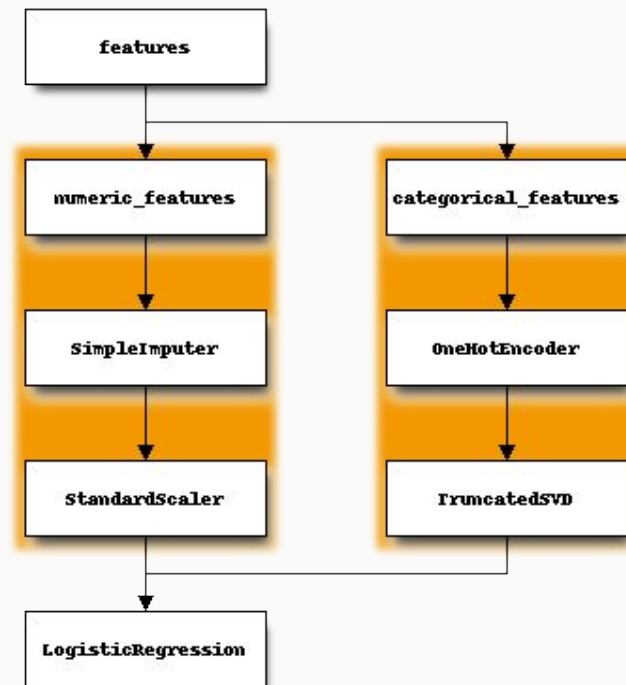 features
numeric_features
categorical_features
SimpleImputer
OneHotEncoder
StandardScaler
TruncatedSVD
LogisticRegression